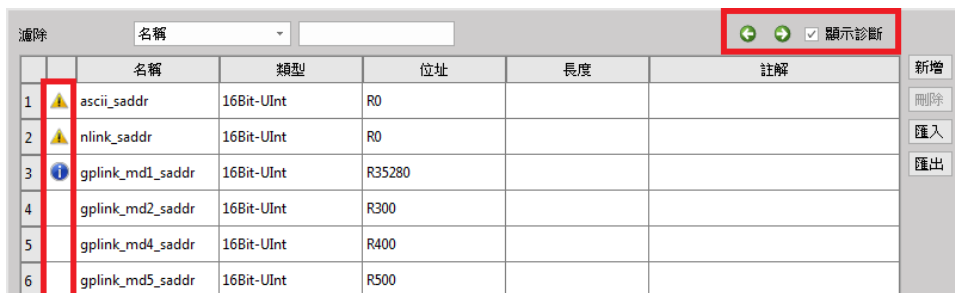 濾除 名稱 顯示診斷
名稱 類型 位址 長度 註解 新增
1 ascii_saddr 16Bit-UInt R0 刪除
2 nlink_saddr 16Bit-UInt R0 匯入
3 gplink_md1_saddr 16Bit-UInt R35280 匯出
4 gplink_md2_saddr 16Bit-UInt R300
5 gplink_md4_saddr 16Bit-UInt R400
6 gplink_md5_saddr 16Bit-UInt R500